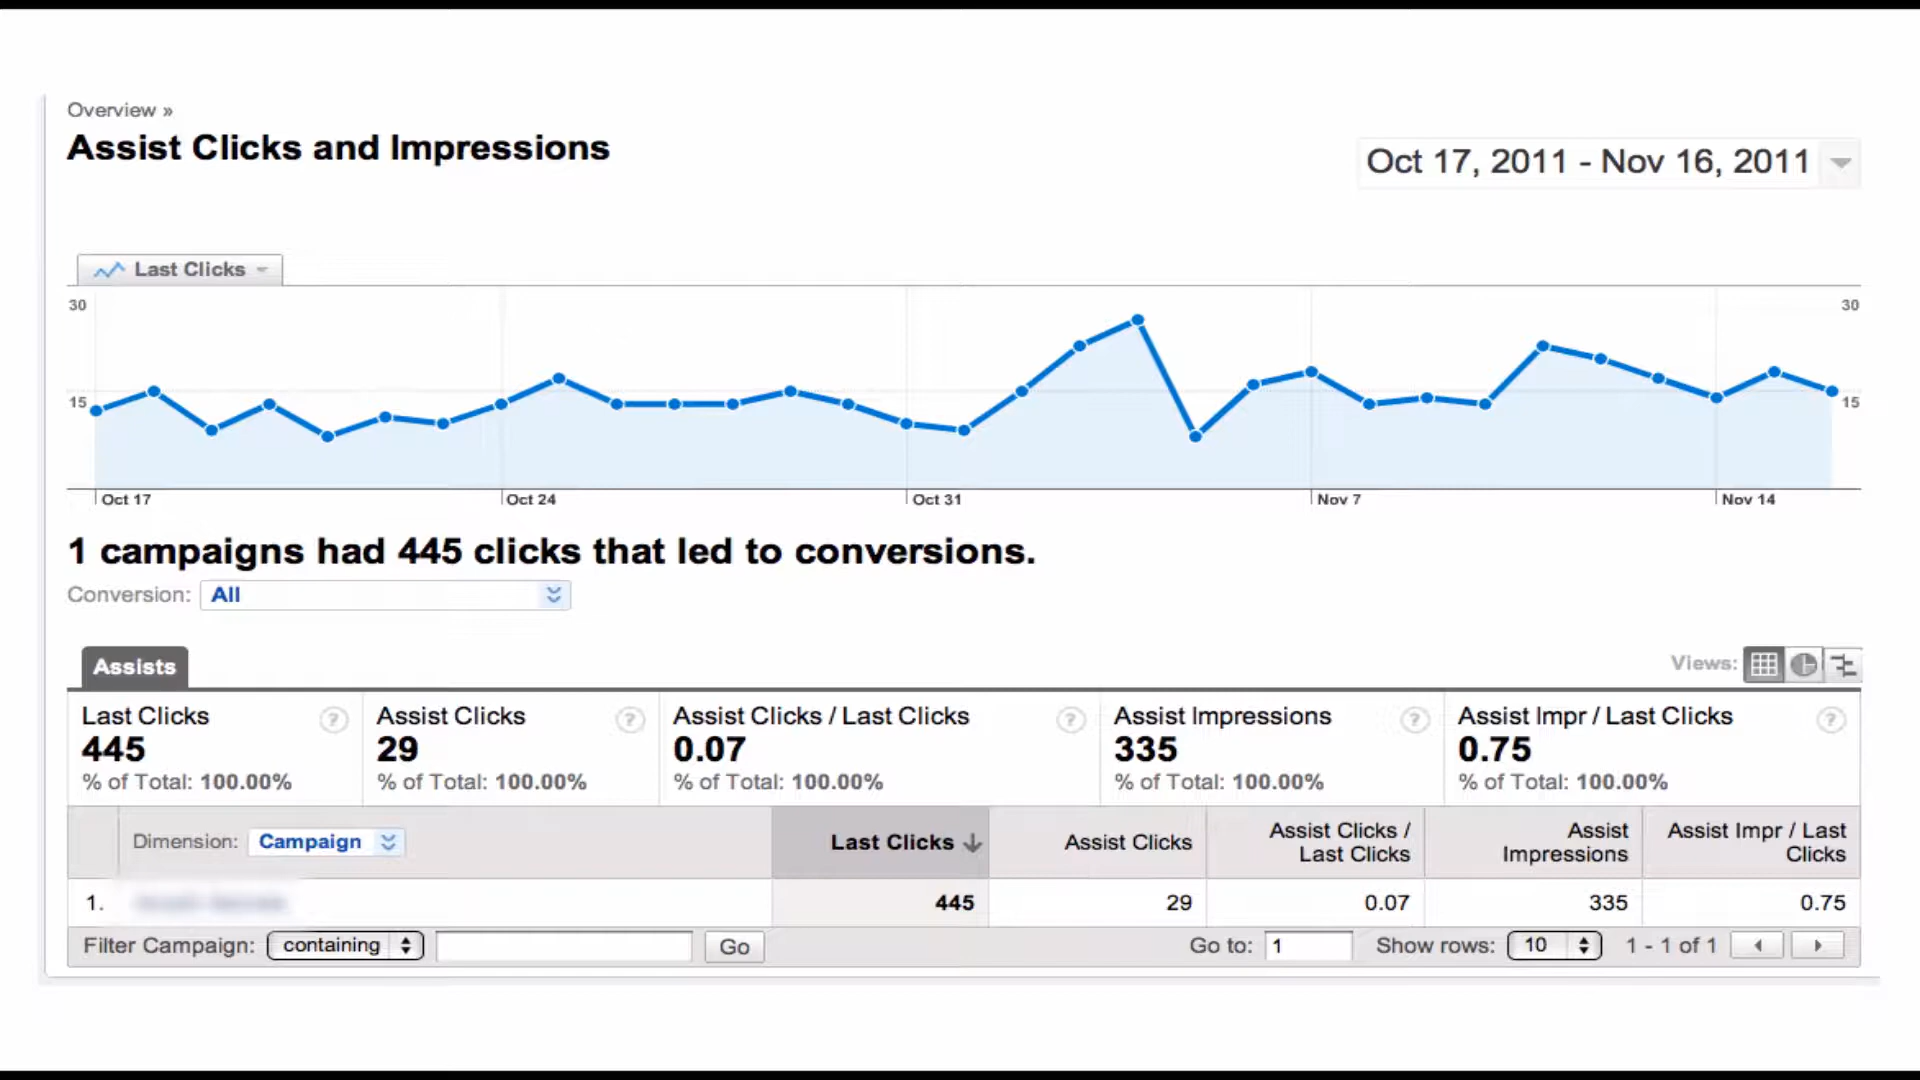 Overview »
Assist Clicks and Impressions
Oct 17, 2011 - Nov 16, 2011
Last Clicks
30 30
15 15
Oct 17 Oct 24 Oct 31 Nov 7 Nov 14
1 campaigns had 445 clicks that led to conversions.
Conversion: All
Assists Views:
Last Clicks ? Assist Clicks ? Assist Clicks / Last Clicks ? Assist Impressions ? Assist Impr / Last Clicks ?
445 29 0.07 335 0.75
% of Total: 100.00% % of Total: 100.00% % of Total: 100.00% % of Total: 100.00% % of Total: 100.00%
Dimension: Campaign Last Clicks Assist Clicks Assist Clicks / Last Clicks Assist Impressions Assist Impr / Last Clicks
1. 445 29 0.07 335 0.75
Filter Campaign: containing Go Go to: 1 Show rows: 10 1 - 1 of 1